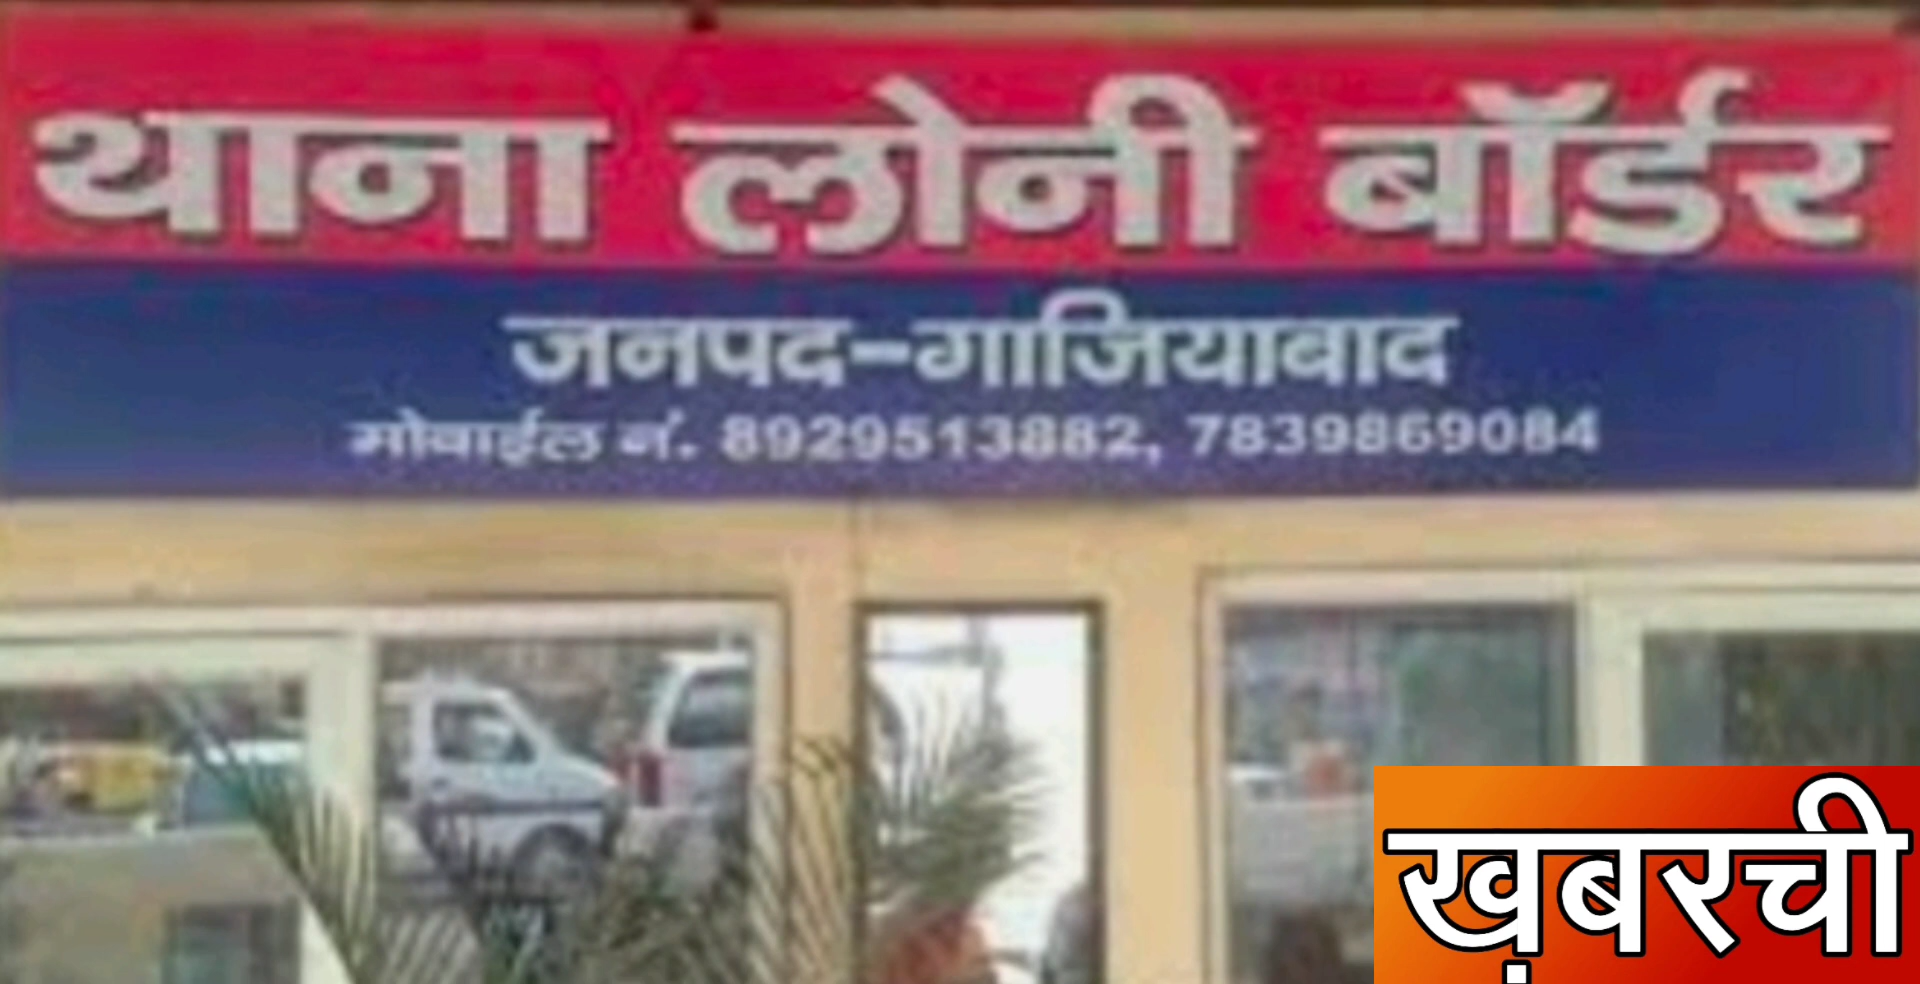 थाना लोनी बॉर्डर
जनपद-गाजियाबाद
मोबाईल नं. 8929513882, 7839869084
ख़बरची